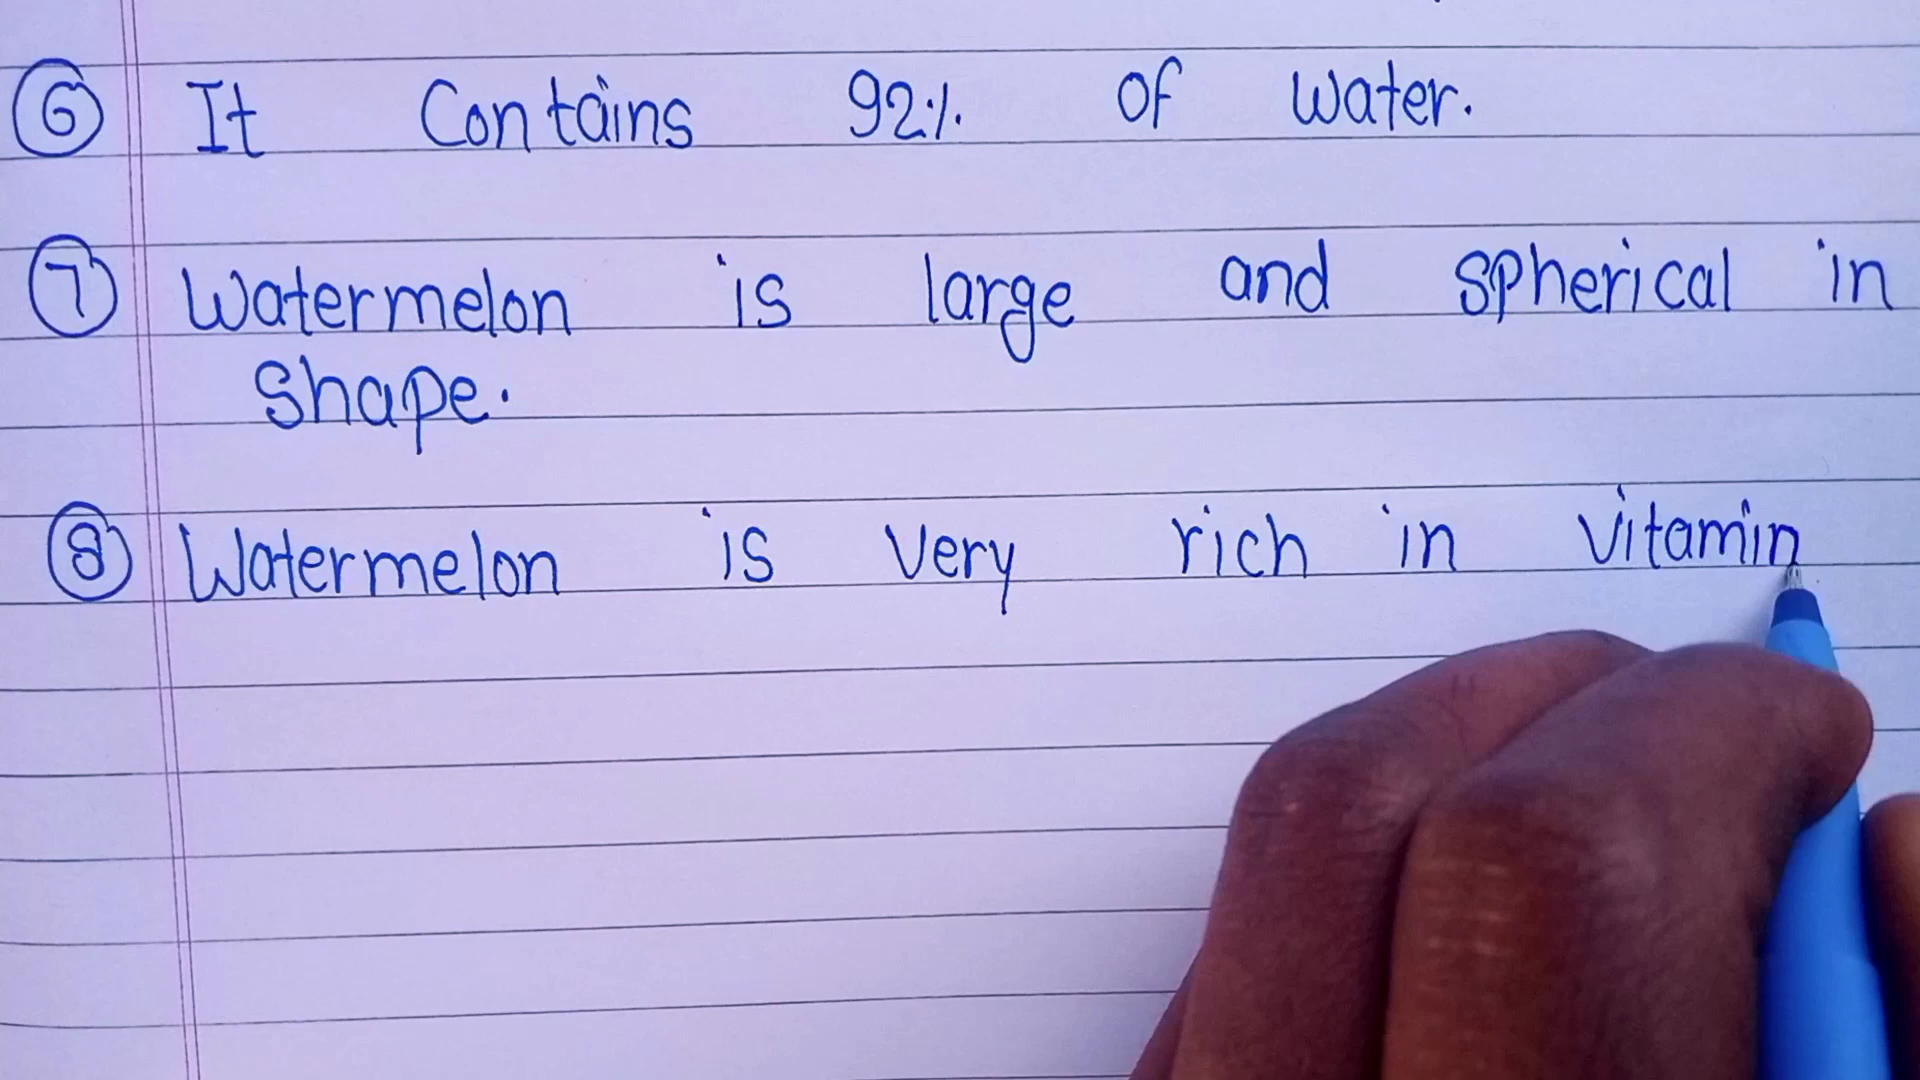 6 It Contains 92% of water.
7 Watermelon is large and spherical in
shape.
8 Watermelon is very rich in vitamin